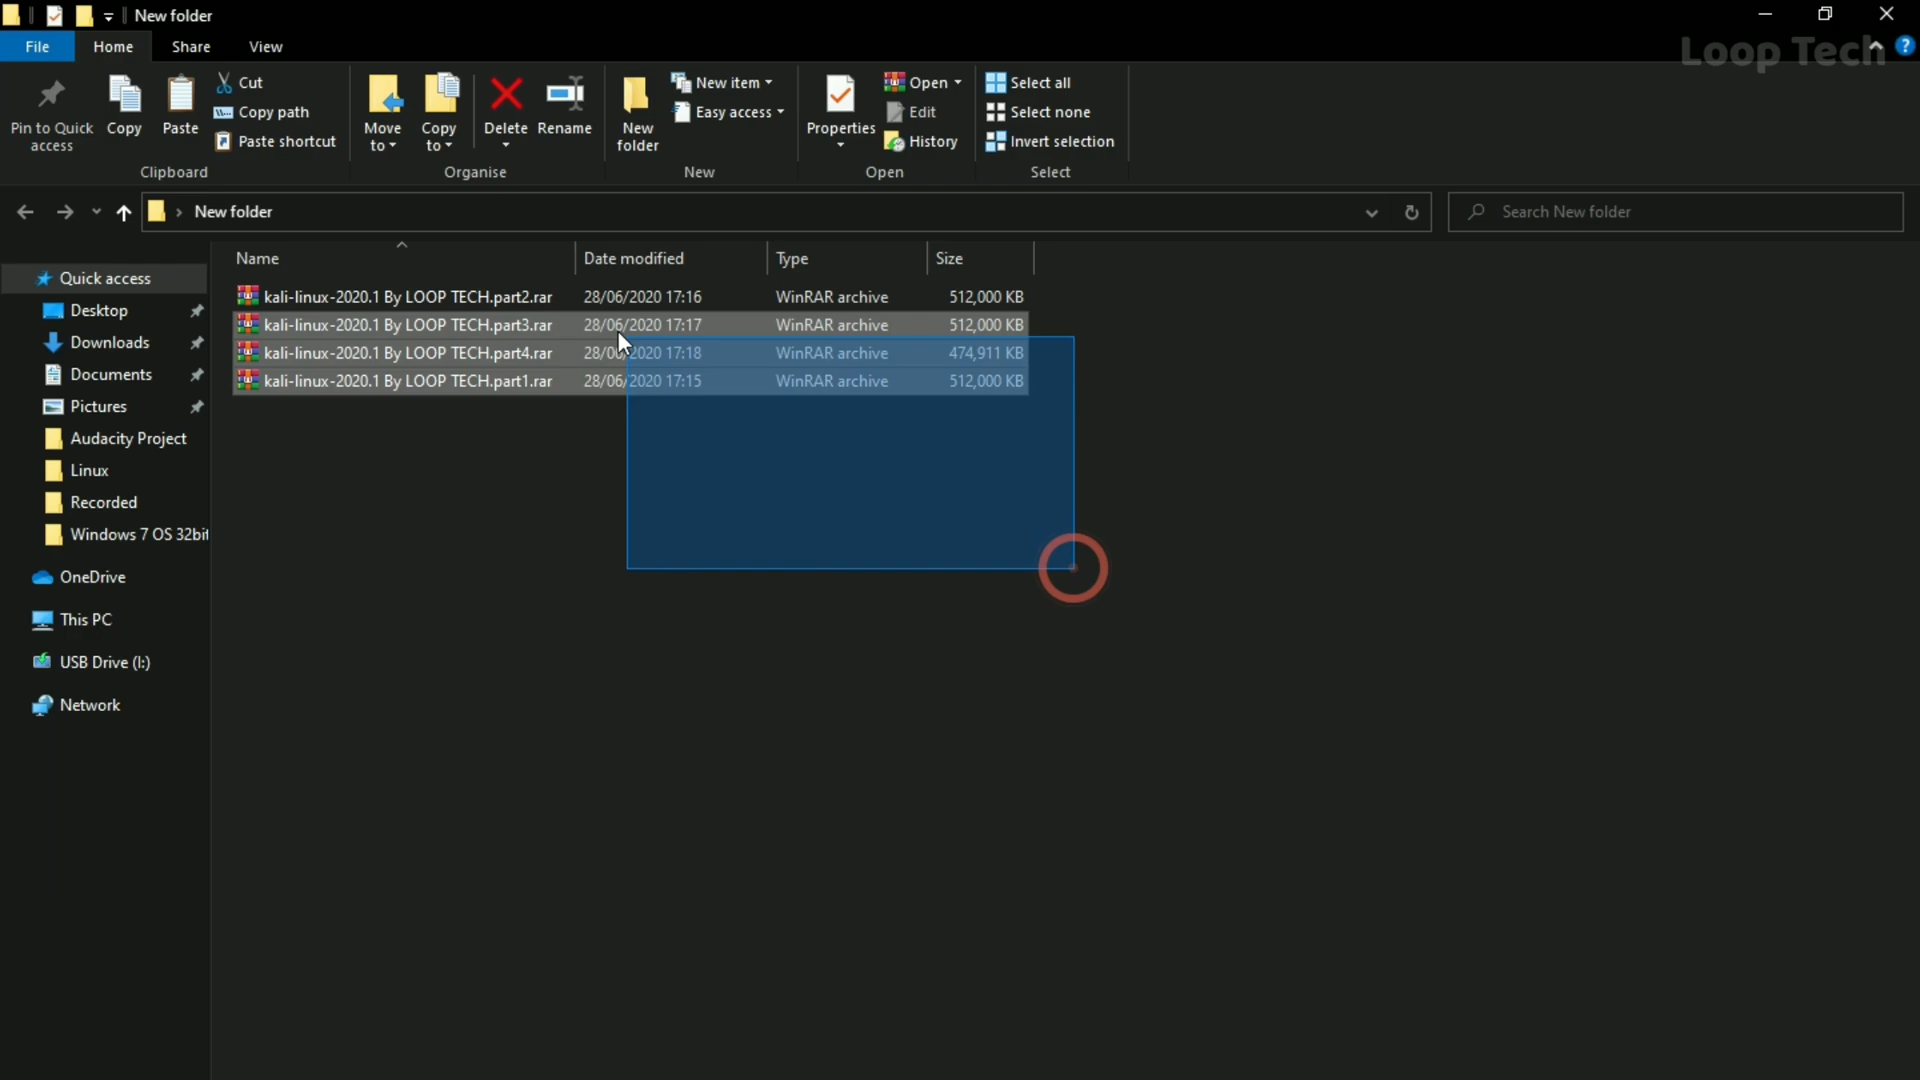 New folder
File Home Share View
Loop Tech
Pin to Quick access
Copy
Paste
Cut
Copy path
Paste shortcut
Clipboard
Move to
Copy to
Delete
Rename
Organise
New folder
New item
Easy access
New
Properties
Open
Edit
History
Open
Select all
Select none
Invert selection
Select
New folder
Search New folder
Name Date modified Type Size
kali-linux-2020.1 By LOOP TECH.part2.rar 28/06/2020 17:16 WinRAR archive 512,000 KB
kali-linux-2020.1 By LOOP TECH.part3.rar 28/06/2020 17:17 WinRAR archive 512,000 KB
kali-linux-2020.1 By LOOP TECH.part4.rar 28/06/2020 17:18 WinRAR archive 474,911 KB
kali-linux-2020.1 By LOOP TECH.part1.rar 28/06/2020 17:15 WinRAR archive 512,000 KB
Quick access
Desktop
Downloads
Documents
Pictures
Audacity Project
Linux
Recorded
Windows 7 OS 32bit
OneDrive
This PC
USB Drive (I:)
Network